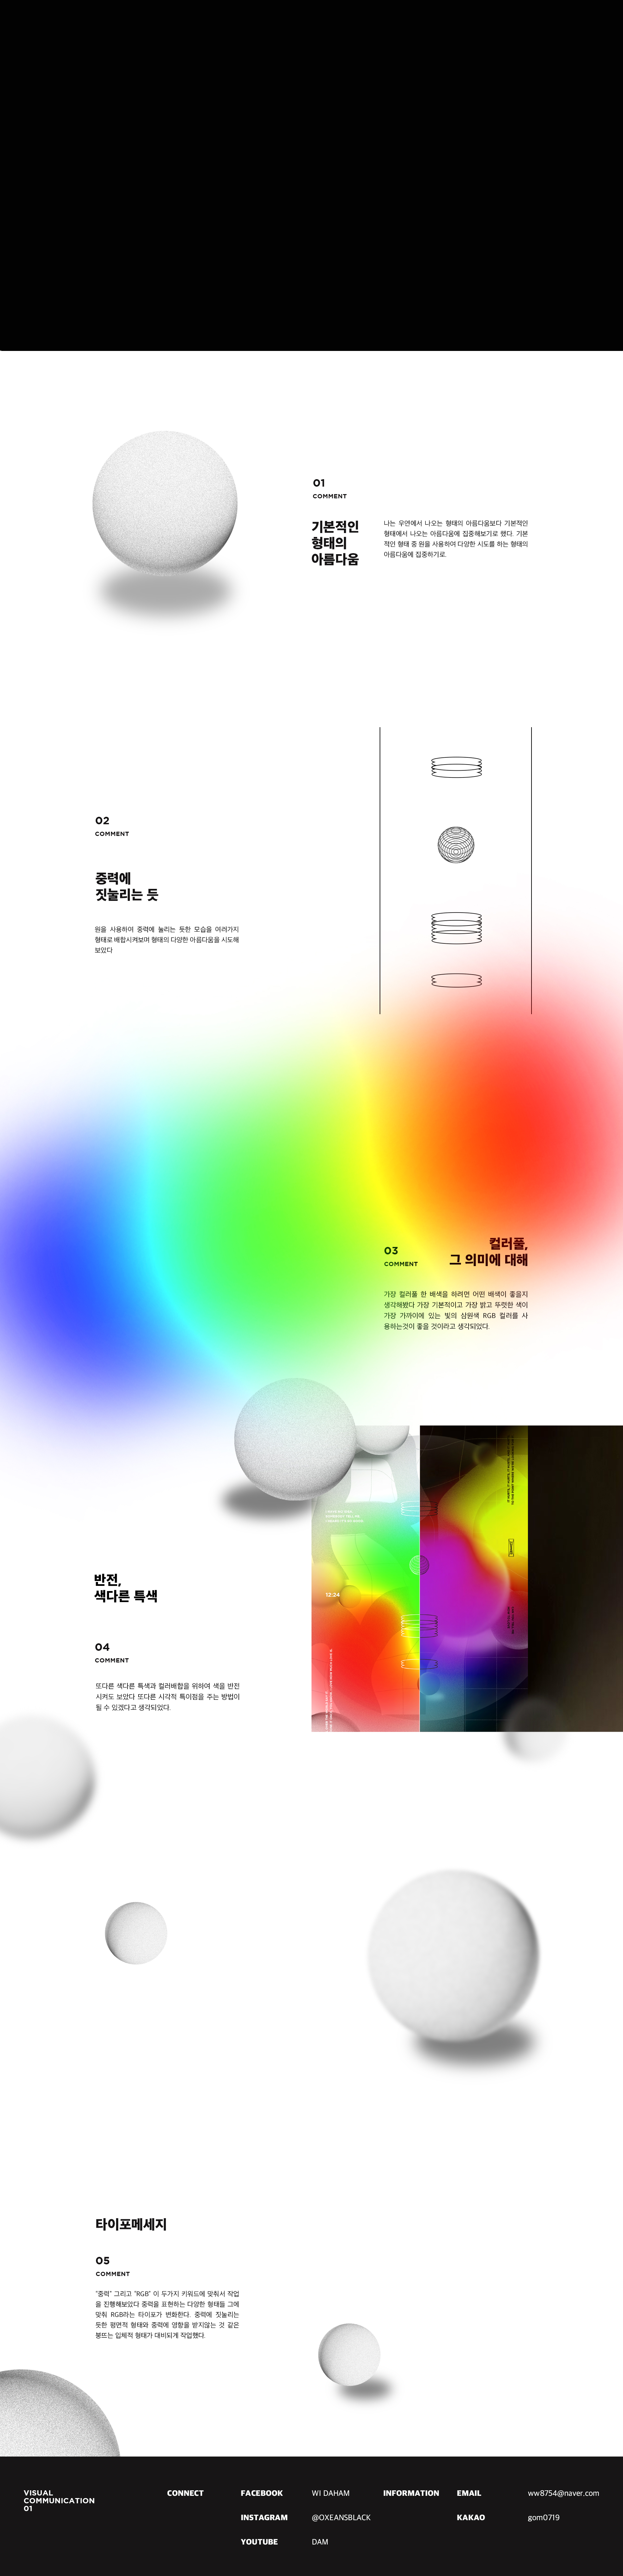 01
COMMENT
기본적인
형태의
아름다움
나는 우연에서 나오는 형태의 아름다움보다 기본적인
형태에서 나오는 아름다움에 집중해보기로 했다. 기본
적인 형태 중 원을 사용하여 다양한 시도를 하는 형태의
아름다움에 집중하기로.
02
COMMENT
중력에
짓눌리는 듯
원을 사용하여 중력에 눌리는 듯한 모습을 여러가지
형태로 배합시켜보며 형태의 다양한 아름다움을 시도해
보았다
03
COMMENT
컬러풀,
그 의미에 대해
가장 컬러풀 한 배색을 하려면 어떤 배색이 좋을지
생각해봤다 가장 기본적이고 가장 밝고 뚜렷한 색이
가장 가까이에 있는 빛의 삼원색 RGB 컬러를 사
용하는것이 좋을 것이라고 생각되었다.
12:24
반전,
색다른 특색
04
COMMENT
또다른 색다른 특색과 컬러배합을 위하여 색을 반전
시켜도 보았다 또다른 시각적 특이점을 주는 방법이
될 수 있겠다고 생각되었다.
타이포메세지
05
COMMENT
"중력" 그리고 "RGB" 이 두가지 키워드에 맞춰서 작업
을 진행해보았다 중력을 표현하는 다양한 형태들 그에
맞춰 RGB라는 타이포가 변화한다. 중력에 짓눌리는
듯한 평면적 형태와 중력에 영향을 받지않는 것 같은
붕뜨는 입체적 형태가 대비되게 작업했다.
VISUAL
COMMUNICATION
01
CONNECT
FACEBOOK WI DAHAM
INSTAGRAM @OXEANSBLACK
YOUTUBE DAM
INFORMATION
EMAIL ww8754@naver.com
KAKAO gom0719